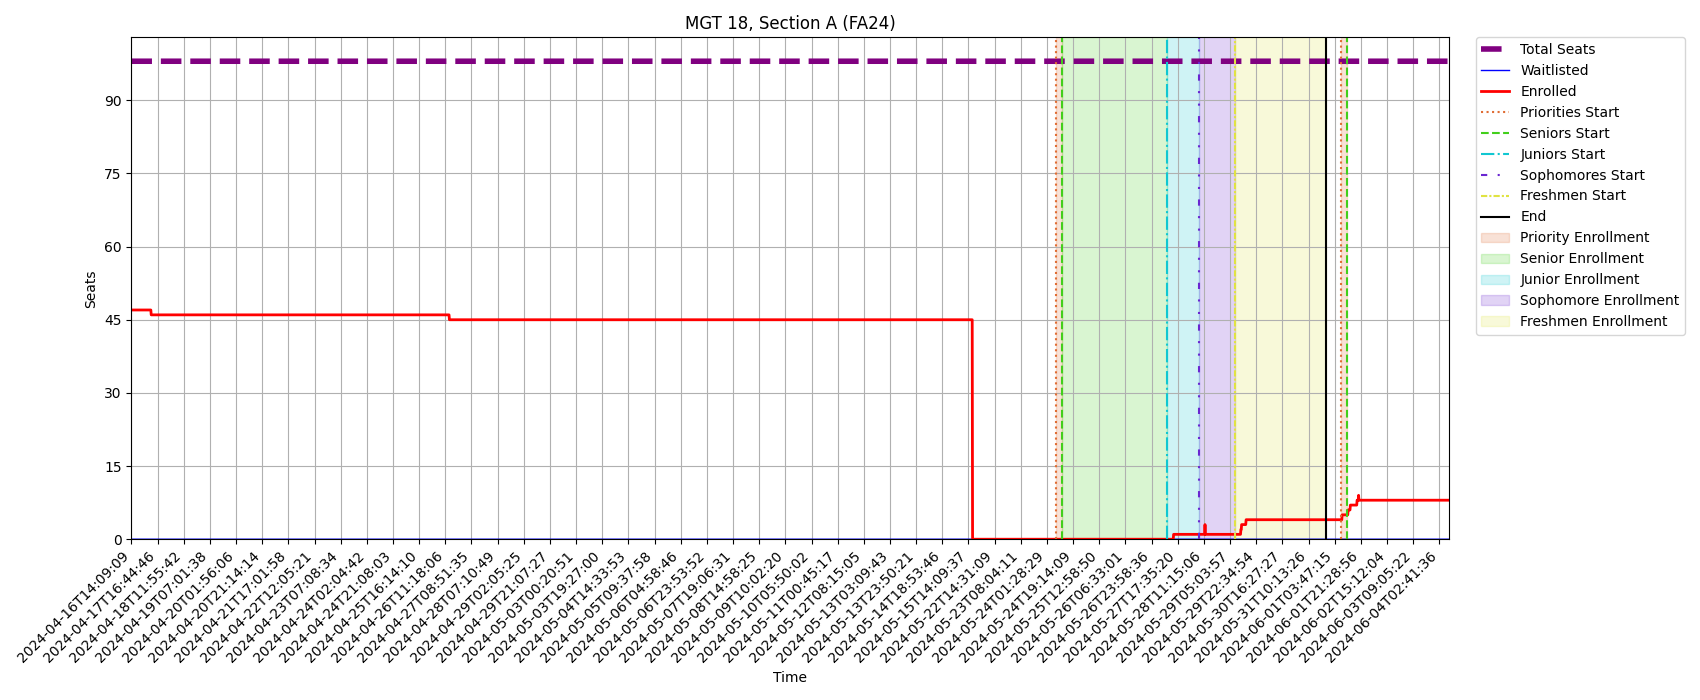 MGT 18, Section A (FA24)
Total Seats
Waitlisted
Enrolled
Priorities Start
Seniors Start
Juniors Start
Sophomores Start
Freshmen Start
End
Priority Enrollment
Senior Enrollment
Junior Enrollment
Sophomore Enrollment
Freshmen Enrollment
Seats
90
75
60
45
30
15
0
2024-04-16T14:09:09
2024-04-17T16:44:46
2024-04-18T11:55:42
2024-04-19T07:01:38
2024-04-20T01:56:06
2024-04-20T21:14:14
2024-04-21T17:01:58
2024-04-22T12:05:21
2024-04-23T07:08:34
2024-04-24T02:04:42
2024-04-24T21:08:03
2024-04-25T16:14:10
2024-04-26T11:18:06
2024-04-27T08:51:35
2024-04-28T07:10:49
2024-04-29T02:05:25
2024-04-29T21:07:27
2024-05-03T00:20:51
2024-05-03T19:27:00
2024-05-04T14:33:53
2024-05-05T09:37:58
2024-05-06T04:58:46
2024-05-06T23:53:52
2024-05-07T19:06:31
2024-05-08T14:58:25
2024-05-09T10:02:20
2024-05-10T05:50:02
2024-05-11T00:45:17
2024-05-12T08:15:05
2024-05-13T03:09:43
2024-05-13T23:50:21
2024-05-14T18:53:46
2024-05-15T14:09:37
2024-05-22T14:31:09
2024-05-23T08:04:11
2024-05-24T01:28:29
2024-05-24T19:14:09
2024-05-25T12:58:50
2024-05-26T06:33:01
2024-05-26T23:58:36
2024-05-27T17:35:20
2024-05-28T11:15:06
2024-05-29T05:03:57
2024-05-29T22:34:54
2024-05-30T16:27:27
2024-05-31T10:13:26
2024-06-01T03:47:15
2024-06-01T21:28:56
2024-06-02T15:12:04
2024-06-03T09:05:22
2024-06-04T02:41:36
Time